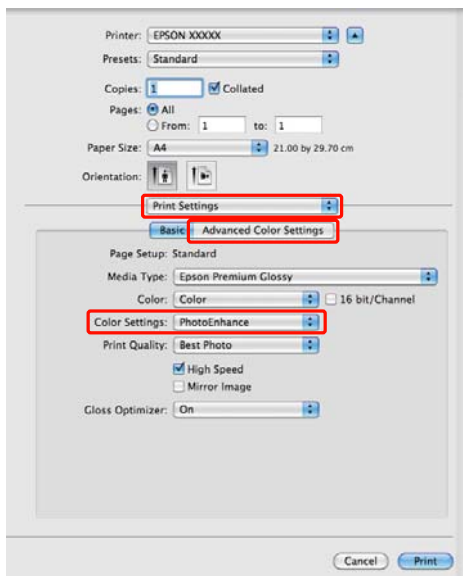 Printer: EPSON XXXXX
Presets: Standard
Copies: 1 Collated
Pages: All
From: 1 to: 1
Paper Size: A4 21.00 by 29.70 cm
Orientation:
Print Settings
Basic Advanced Color Settings
Page Setup: Standard
Media Type: Epson Premium Glossy
Color: Color 16 bit/Channel
Color Settings: PhotoEnhance
Print Quality: Best Photo
High Speed
Mirror Image
Gloss Optimizer: On
Cancel Print